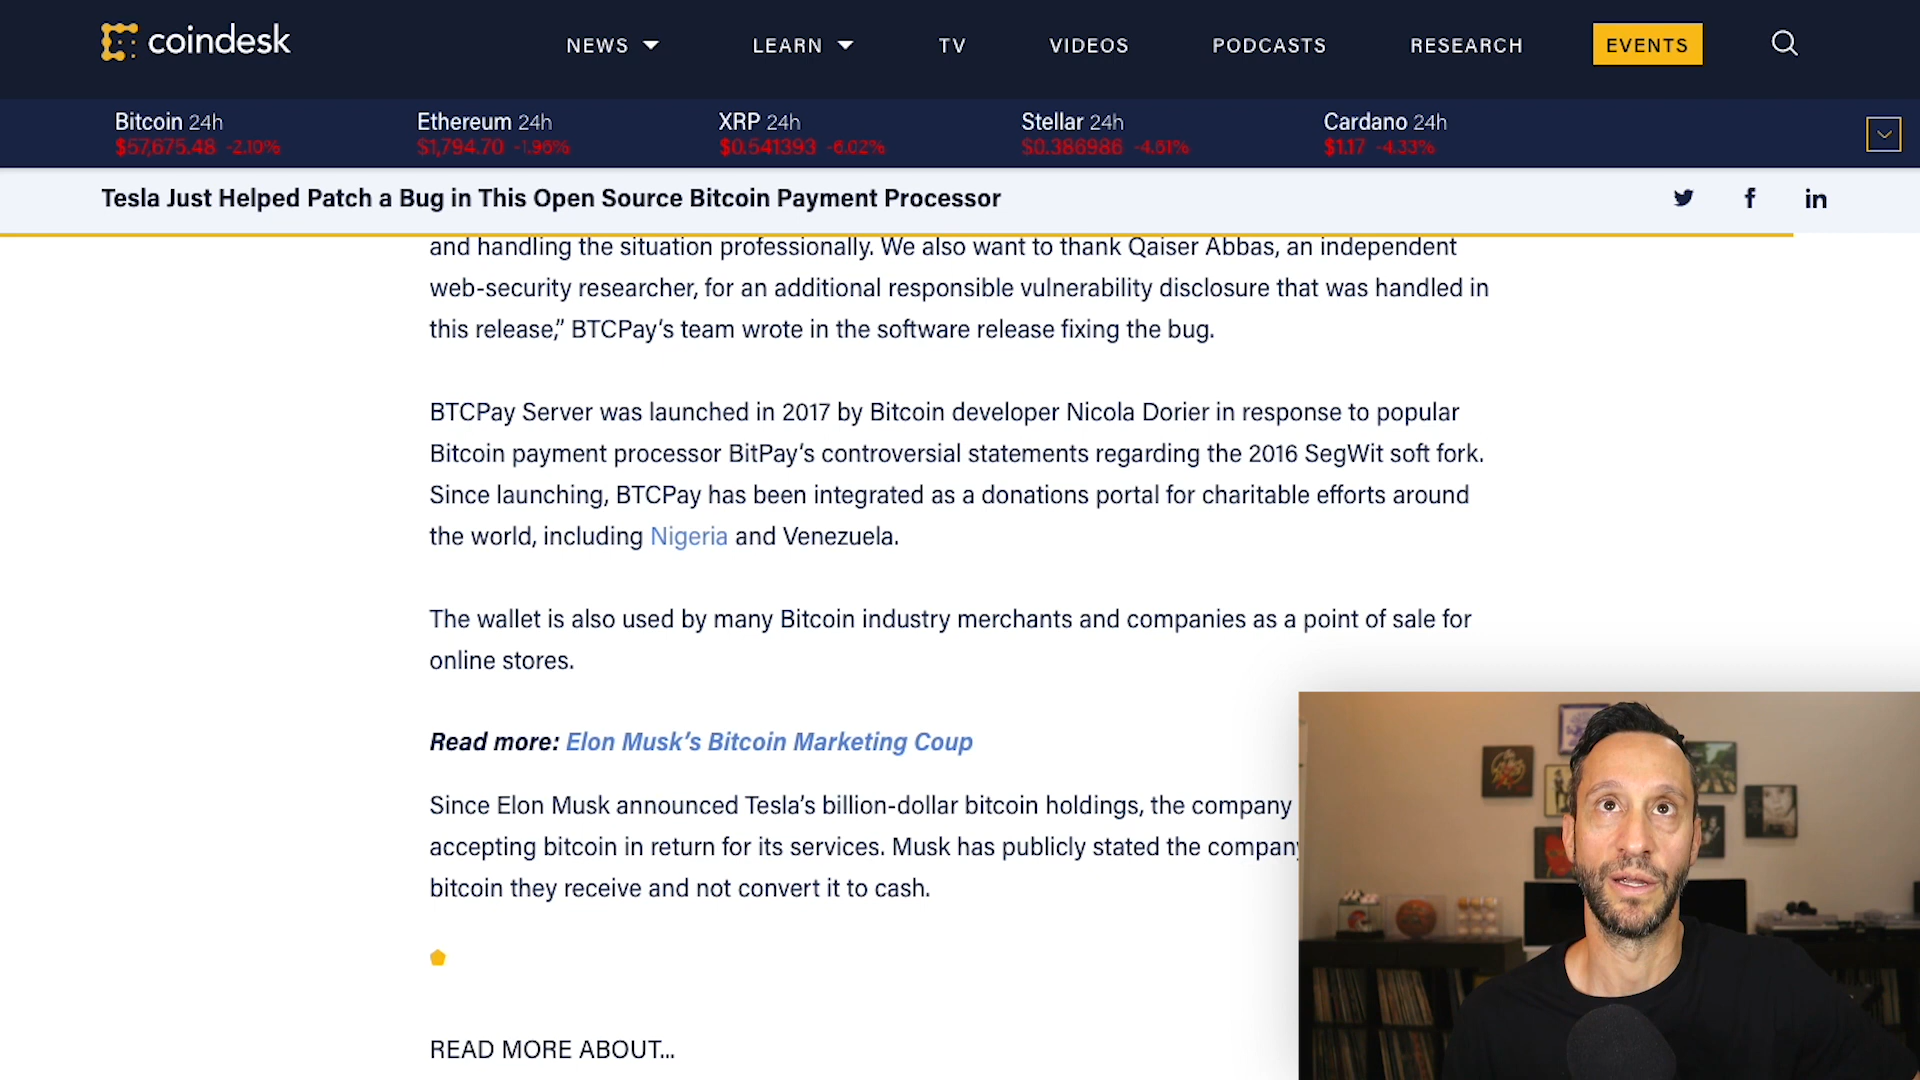 coindesk
NEWS LEARN TV VIDEOS PODCASTS RESEARCH EVENTS
Bitcoin 24h Ethereum 24h XRP 24h Stellar 24h Cardano 24h
$57,675.48 -2.10% $1,794.70 -1.96% $0.541393 -6.02% $0.386986 -4.61% $1.17 -4.33%
Tesla Just Helped Patch a Bug in This Open Source Bitcoin Payment Processor
and handling the situation professionally. We also want to thank Qaiser Abbas, an independent
web-security researcher, for an additional responsible vulnerability disclosure that was handled in
this release,” BTCPay’s team wrote in the software release fixing the bug.
BTCPay Server was launched in 2017 by Bitcoin developer Nicola Dorier in response to popular
Bitcoin payment processor BitPay’s controversial statements regarding the 2016 SegWit soft fork.
Since launching, BTCPay has been integrated as a donations portal for charitable efforts around
the world, including Nigeria and Venezuela.
The wallet is also used by many Bitcoin industry merchants and companies as a point of sale for
online stores.
Read more: Elon Musk’s Bitcoin Marketing Coup
Since Elon Musk announced Tesla’s billion-dollar bitcoin holdings, the company
accepting bitcoin in return for its services. Musk has publicly stated the company
bitcoin they receive and not convert it to cash.
READ MORE ABOUT...